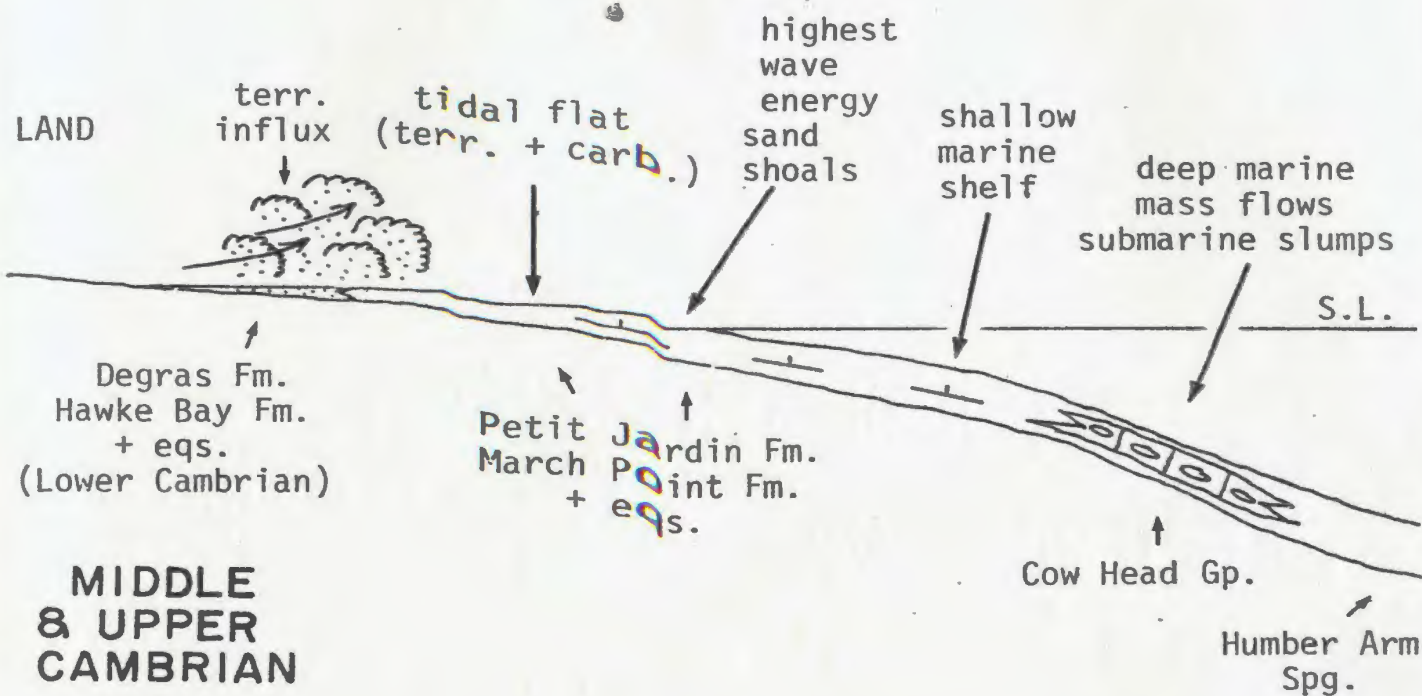 LAND
terr.
influx
tidal flat
(terr. + carb.)
highest
wave
energy
sand
shoals
shallow
marine
shelf
deep marine
mass flows
submarine slumps
S.L.
Degras Fm.
Hawke Bay Fm.
+ eqs.
(Lower Cambrian)
Petit Jardin Fm.
March Point Fm.
+ eqs.
Cow Head Gp.
Humber Arm
Spg.
MIDDLE
& UPPER
CAMBRIAN